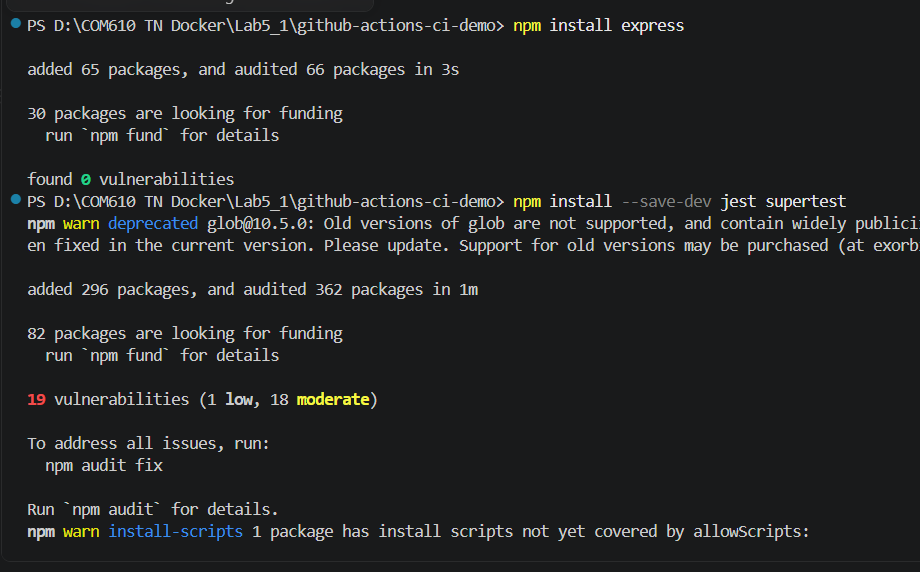 PS D:\COM610 TN Docker\Lab5_1\github-actions-ci-demo> npm install express
added 65 packages, and audited 66 packages in 3s
30 packages are looking for funding
  run `npm fund` for details
found 0 vulnerabilities
PS D:\COM610 TN Docker\Lab5_1\github-actions-ci-demo> npm install --save-dev jest supertest
npm warn deprecated glob@10.5.0: Old versions of glob are not supported, and contain widely publici
en fixed in the current version. Please update. Support for old versions may be purchased (at exorbi
added 296 packages, and audited 362 packages in 1m
82 packages are looking for funding
  run `npm fund` for details
19 vulnerabilities (1 low, 18 moderate)
To address all issues, run:
  npm audit fix
Run `npm audit` for details.
npm warn install-scripts 1 package has install scripts not yet covered by allowScripts: